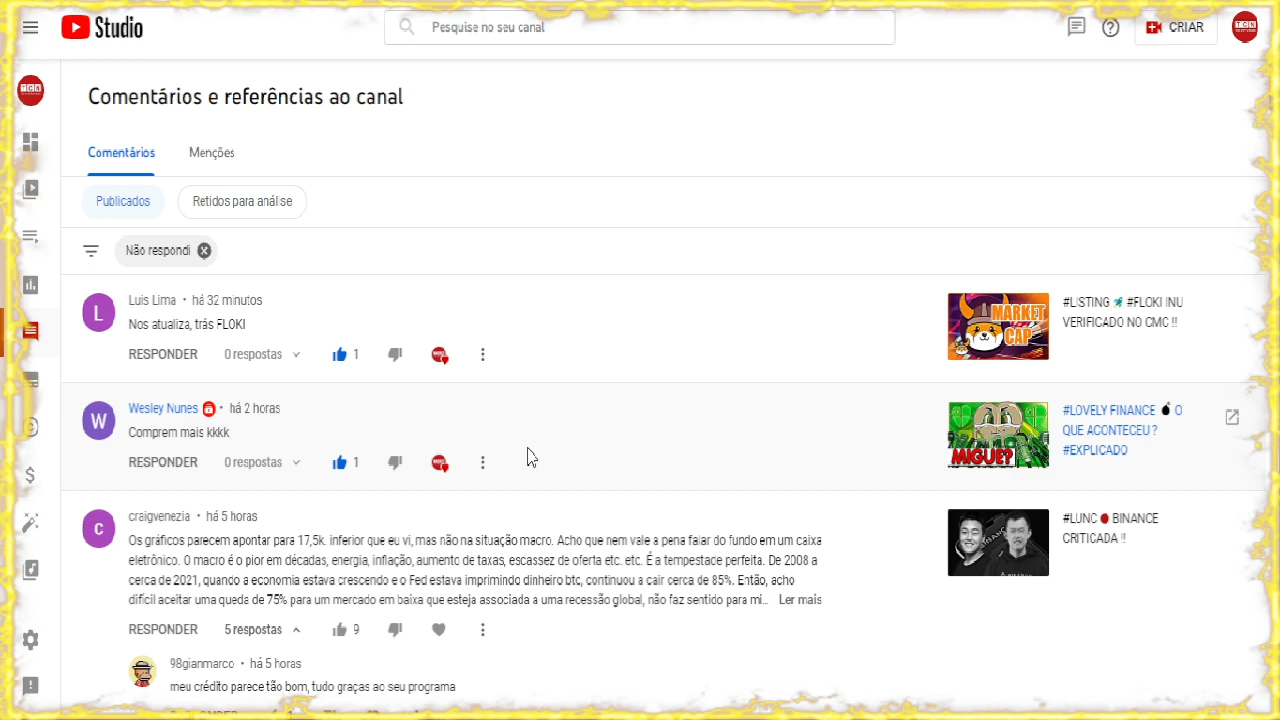 Studio
Pesquise no seu canal
CRIAR
TGN
TGN
Comentários e referências ao canal
Comentários
Menções
Publicados
Retidos para análise
Não respondi
L
Luis Lima • há 32 minutos
Nos atualiza, trás FLOKI
RESPONDER 0 respostas 1
MARKET
CAP
#LISTING #FLOKI INU
VERIFICADO NO CMC !!
W
Wesley Nunes • há 2 horas
Comprem mais kkkk
RESPONDER 0 respostas 1
MIGUE?
#LOVELY FINANCE 💣 O
QUE ACONTECEU ?
#EXPLICADO
c
craigvenezia • há 5 horas
Os gráficos parecem apontar para 17,5k. inferior que eu vi, mas não na situação macro. Acho que nem vale a pena falar do fundo em um caixa
eletrônico. O macro é o pior em décadas, energia, inflação, aumento de taxas, escassez de oferta etc. etc. É a tempestade perfeita. De 2008 a
cerca de 2021, quando a economia estava crescendo e o Fed estava imprimindo dinheiro btc, continuou a cair cerca de 85%. Então, acho
difícil aceitar uma queda de 75% para um mercado em baixa que esteja associada a uma recessão global, não faz sentido para mi... Ler mais
RESPONDER 5 respostas 9
#LUNC 🔴 BINANCE
CRITICADA !!
98gianmarco • há 5 horas
meu crédito parece tão bom, tudo graças ao seu programa